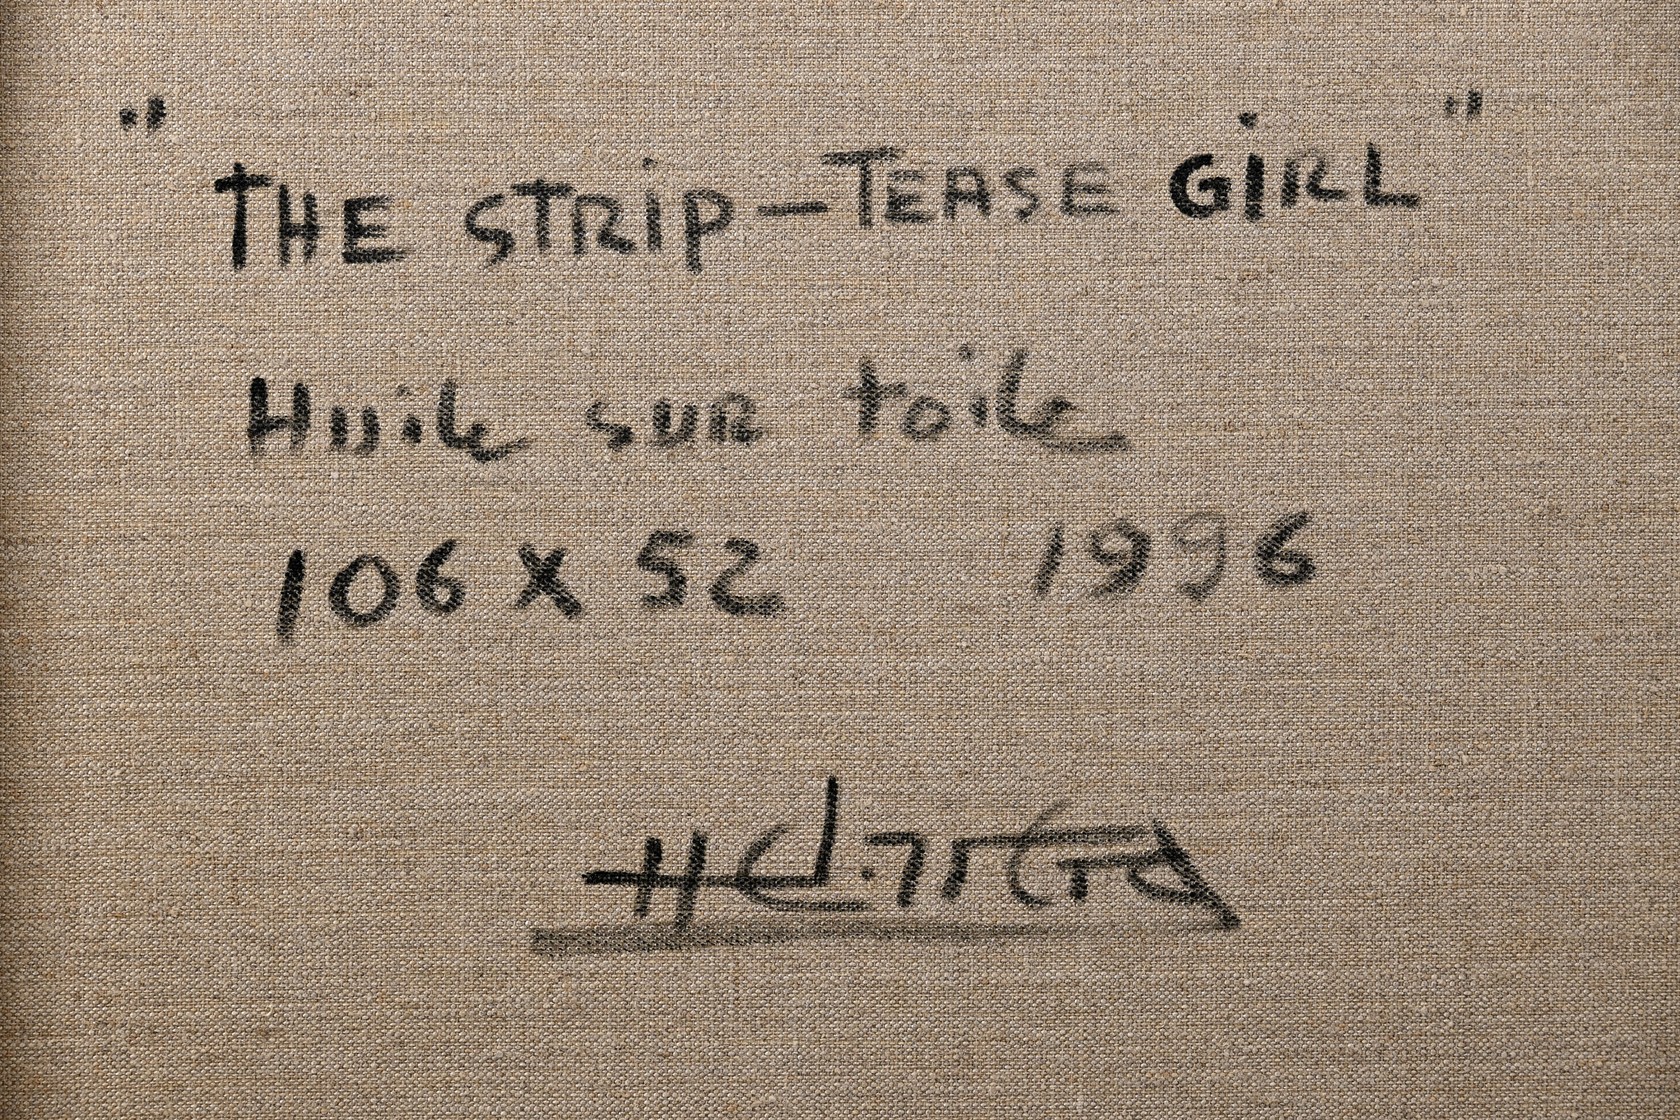 "THE STRIP-TEASE GIRL"
Huile sur toile
106 x 52 1996